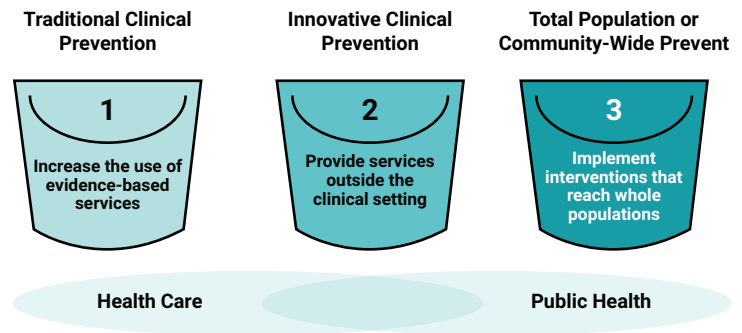 Traditional Clinical
Prevention
Innovative Clinical
Prevention
Total Population or
Community-Wide Prevent
1
Increase the use of
evidence-based
services
2
Provide services
outside the
clinical setting
3
Implement
interventions that
reach whole
populations
Health Care
Public Health